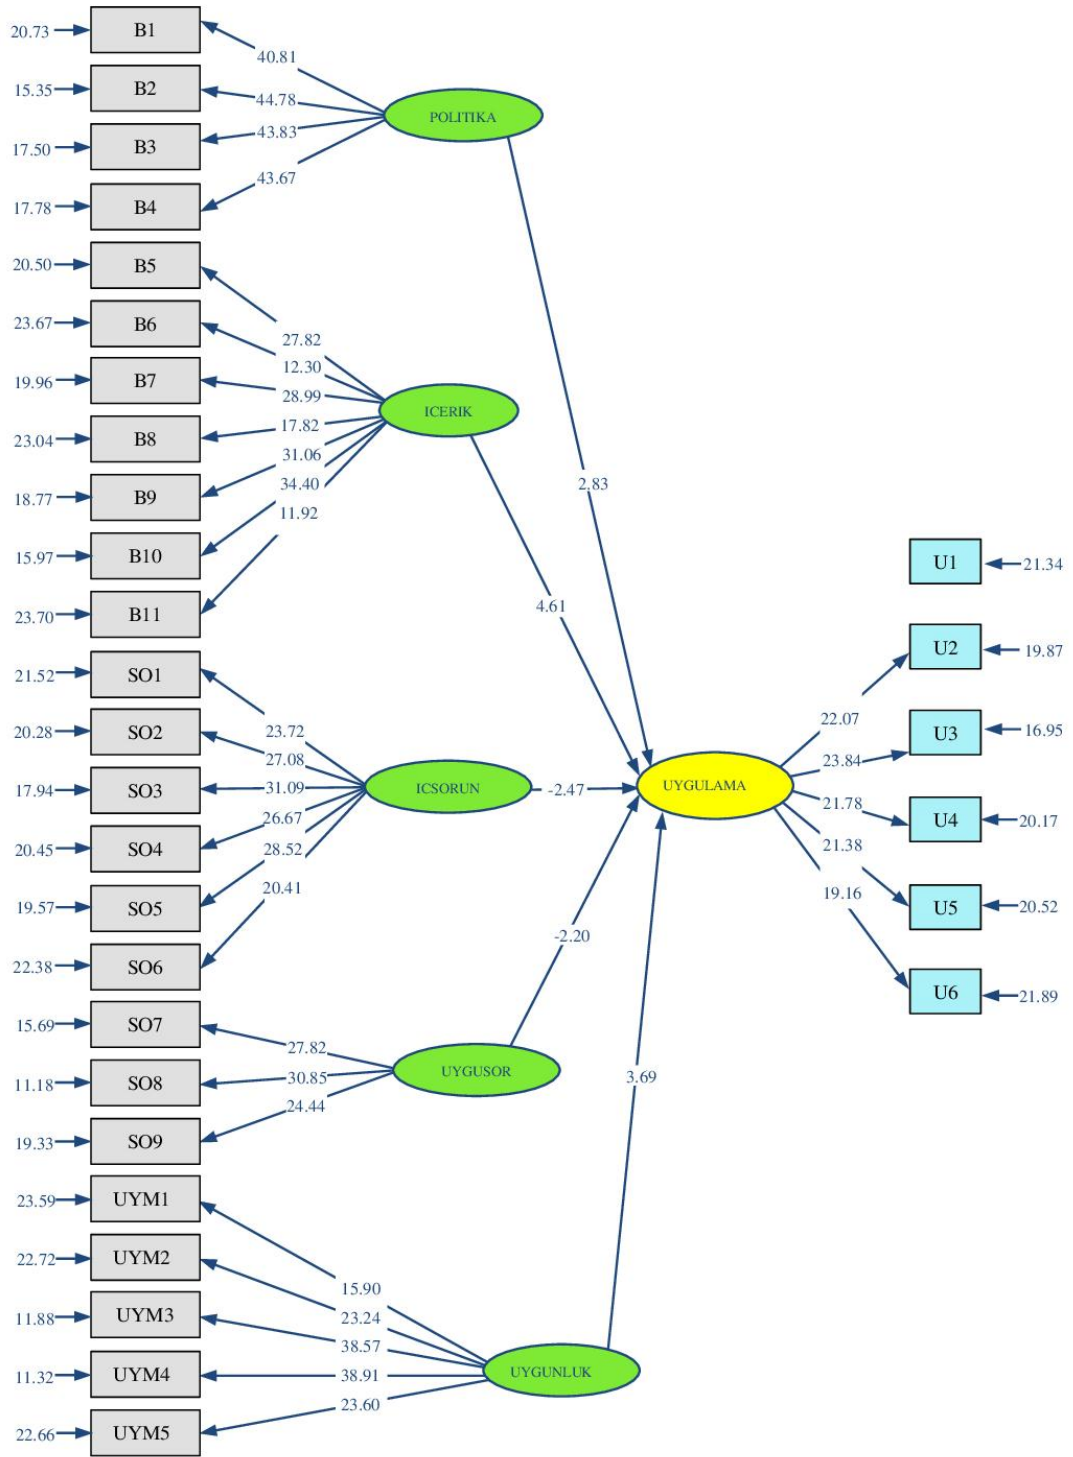 20.73 B1
40.81
15.35 B2
44.78
POLITIKA
43.83
17.50 B3
43.67
17.78 B4
20.50 B5
23.67 B6
27.82
12.30
19.96 B7
28.99
ICERIK
17.82
23.04 B8
31.06
2.83
34.40
18.77 B9
11.92
15.97 B10
U1 21.34
4.61
23.70 B11
U2 19.87
21.52 SO1
22.07
23.72
20.28 SO2
U3 16.95
27.08
23.84
31.09
ICSORUN
-2.47
UYGULAMA
17.94 SO3
21.78
26.67
U4 20.17
20.45 SO4
28.52
21.38
20.41
19.16
19.57 SO5
U5 20.52
-2.20
22.38 SO6
U6 21.89
15.69 SO7
27.82
UYGUSOR
30.85
3.69
11.18 SO8
24.44
19.33 SO9
23.59 UYM1
22.72 UYM2
15.90
23.24
11.88 UYM3
38.57
UYGUNLUK
11.32 UYM4
38.91
23.60
22.66 UYM5